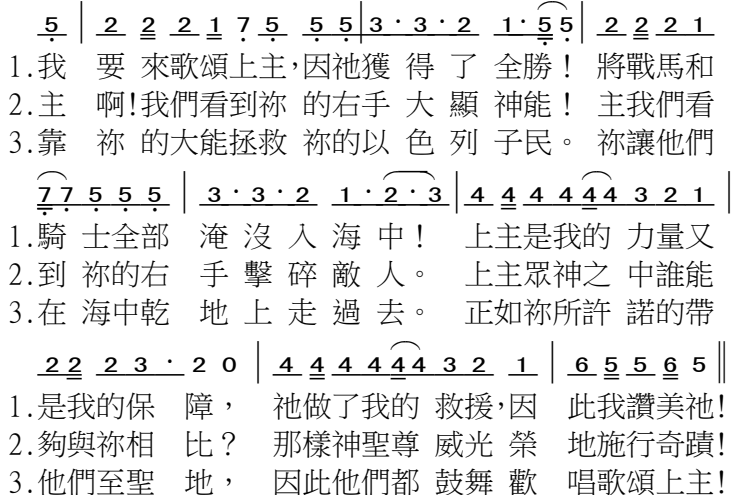 5 | 2 2 2 2 1 7 5 5 5 | 3 · 3 · 2 1 · 5 5 | 2 2 2 1
1.我 要 來歌頌上主,因祂獲 得 了 全勝! 將戰馬和
2.主 啊!我們看到祢 的右手 大 顯 神能! 主我們看
3.靠 祢 的大能拯救 祢的以 色 列 子民。 祢讓他們
7 7 5 5 5 | 3 · 3 · 2 1 · 2 · 3 | 4 4 4 4 4 4 3 2 1 |
1.騎 士全部 淹 沒 入 海 中! 上主是我的 力量又
2.到 祢的右 手 擊 碎 敵 人。 上主眾神之 中誰能
3.在 海中乾 地 上 走 過 去。 正如祢所許 諾的帶
2 2 2 3 · 2 0 | 4 4 4 4 4 4 3 2 1 | 6 5 5 6 5 ‖
1.是我的保 障, 祂做了我的 救援,因 此我讚美祂!
2.夠與祢相 比? 那樣神聖尊 威光 榮 地施行奇蹟!
3.他們至聖 地, 因此他們都 鼓舞 歡 唱歌頌上主!